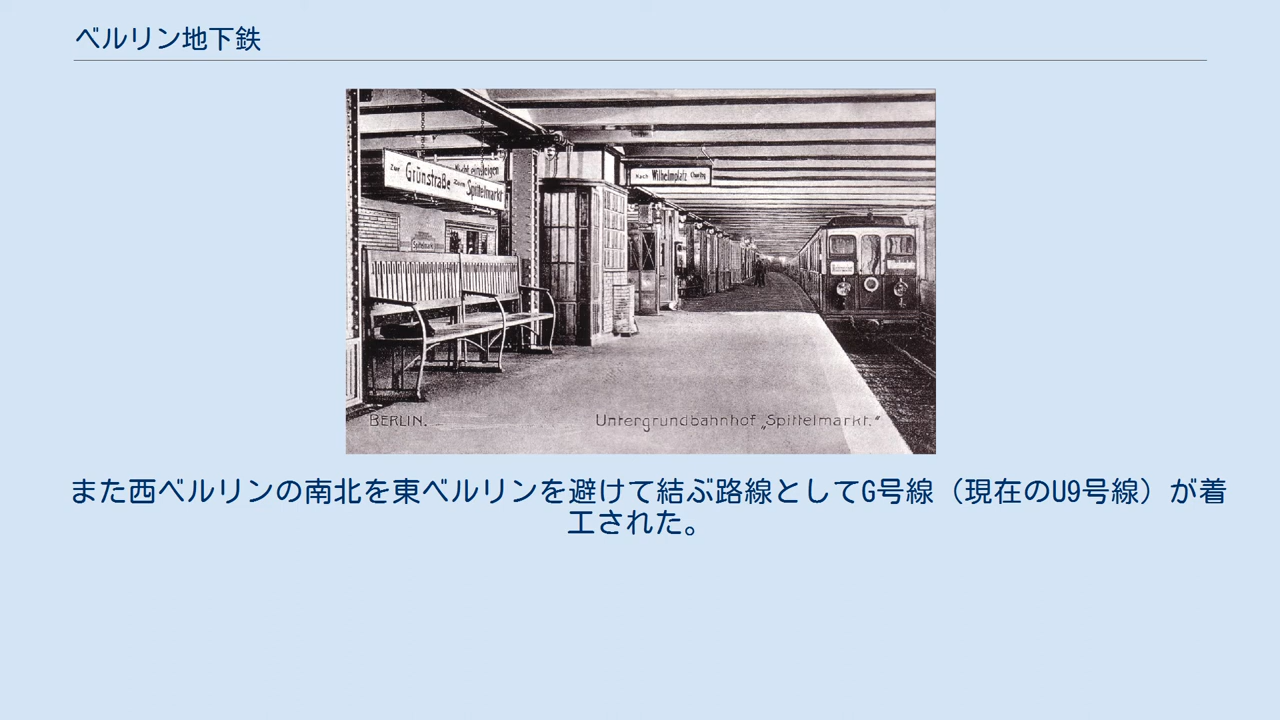 ベルリン地下鉄
Zur Grünstraße
Nicht einsteigen
Zum Spittelmarkt
Nach Wilhelmplatz
Spittelmarkt
BERLIN.
Untergrundbahnhof „Spittelmarkt."
また西ベルリンの南北を東ベルリンを避けて結ぶ路線としてG号線（現在のU9号線）が着
工された。